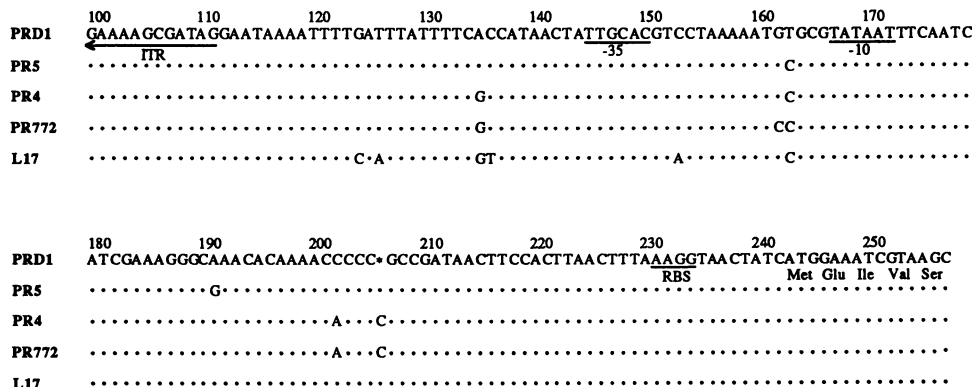 100 110 120 130 140 150 160 170
PRD1 GAAAAGCGATAGGAATAAAATTTTGATTTATTTTCACCATAACTATTGCACGTCCTAAAAATGTGCGTATAATTTCAATC
ITR -35 -10
PR5 ·······························································C················
PR4 ···································G···························C················
PR772 ···································G··························CC················
L17 ························C·A········GT················A·········C················
180 190 200 210 220 230 240 250
PRD1 ATCGAAAGGGCAAACACAAAACCCCC*GCCGATAACTTCCACTTAACTTTAAAGGTAACTATCATGGAAATCGTAAGC
RBS Met Glu Ile Val Ser
PR5 ···········G··································································
PR4 ······················A···C···················································
PR772 ······················A···C···················································
L17 ······························································································